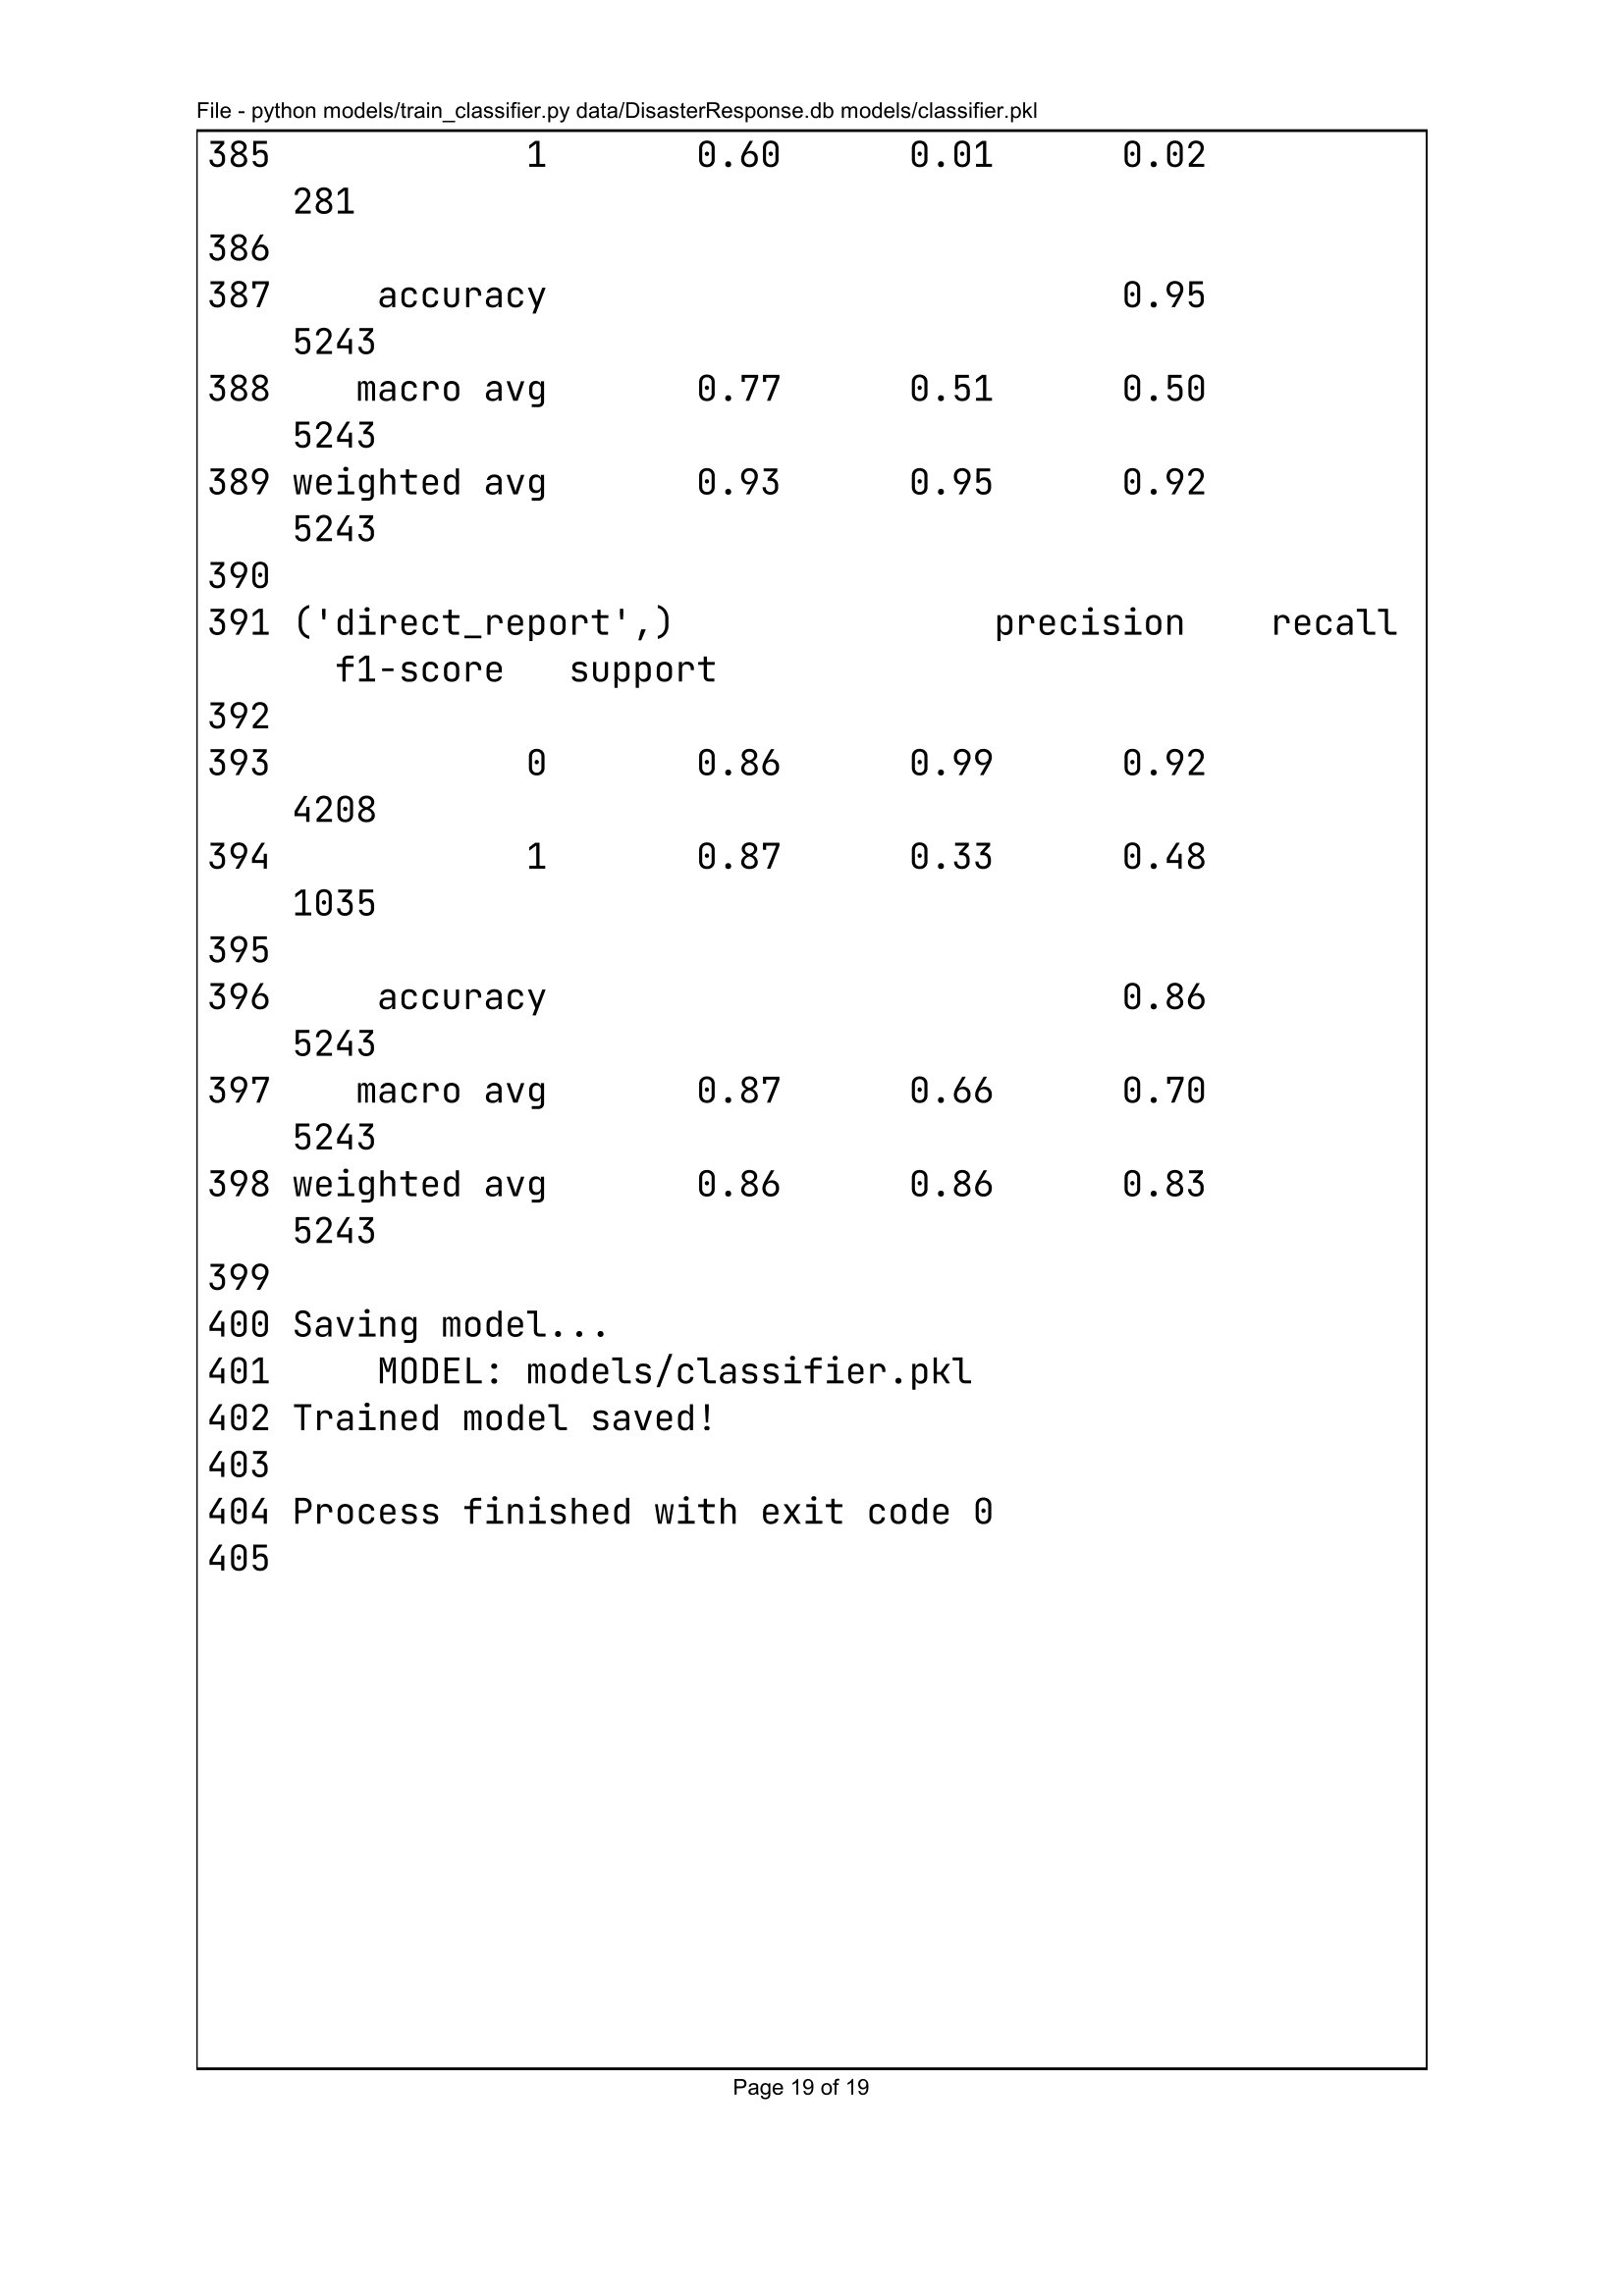 File - python models/train_classifier.py data/DisasterResponse.db models/classifier.pkl
385            1       0.60      0.01      0.02
    281
386
387     accuracy                           0.95
    5243
388    macro avg       0.77      0.51      0.50
    5243
389 weighted avg       0.93      0.95      0.92
    5243
390
391 ('direct_report',)               precision    recall
      f1-score   support
392
393            0       0.86      0.99      0.92
    4208
394            1       0.87      0.33      0.48
    1035
395
396     accuracy                           0.86
    5243
397    macro avg       0.87      0.66      0.70
    5243
398 weighted avg       0.86      0.86      0.83
    5243
399
400 Saving model...
401     MODEL: models/classifier.pkl
402 Trained model saved!
403
404 Process finished with exit code 0
405
Page 19 of 19